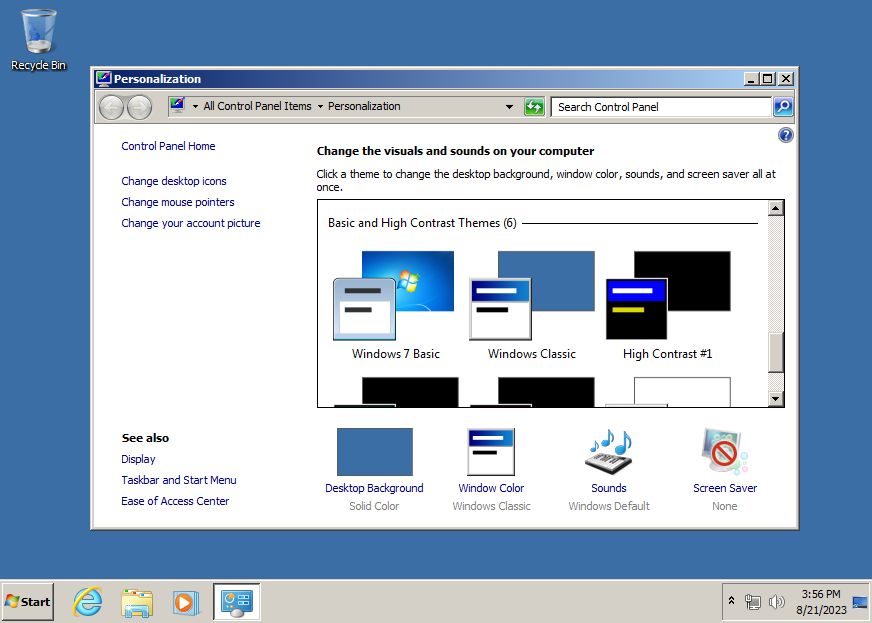 Recycle Bin
Personalization
All Control Panel Items
Personalization
Search Control Panel
Control Panel Home
Change desktop icons
Change mouse pointers
Change your account picture
Change the visuals and sounds on your computer
Click a theme to change the desktop background, window color, sounds, and screen saver all at
once.
Basic and High Contrast Themes (6)
Windows 7 Basic
Windows Classic
High Contrast #1
See also
Display
Taskbar and Start Menu
Ease of Access Center
Desktop Background
Solid Color
Window Color
Windows Classic
Sounds
Windows Default
Screen Saver
None
Start
3:56 PM
8/21/2023